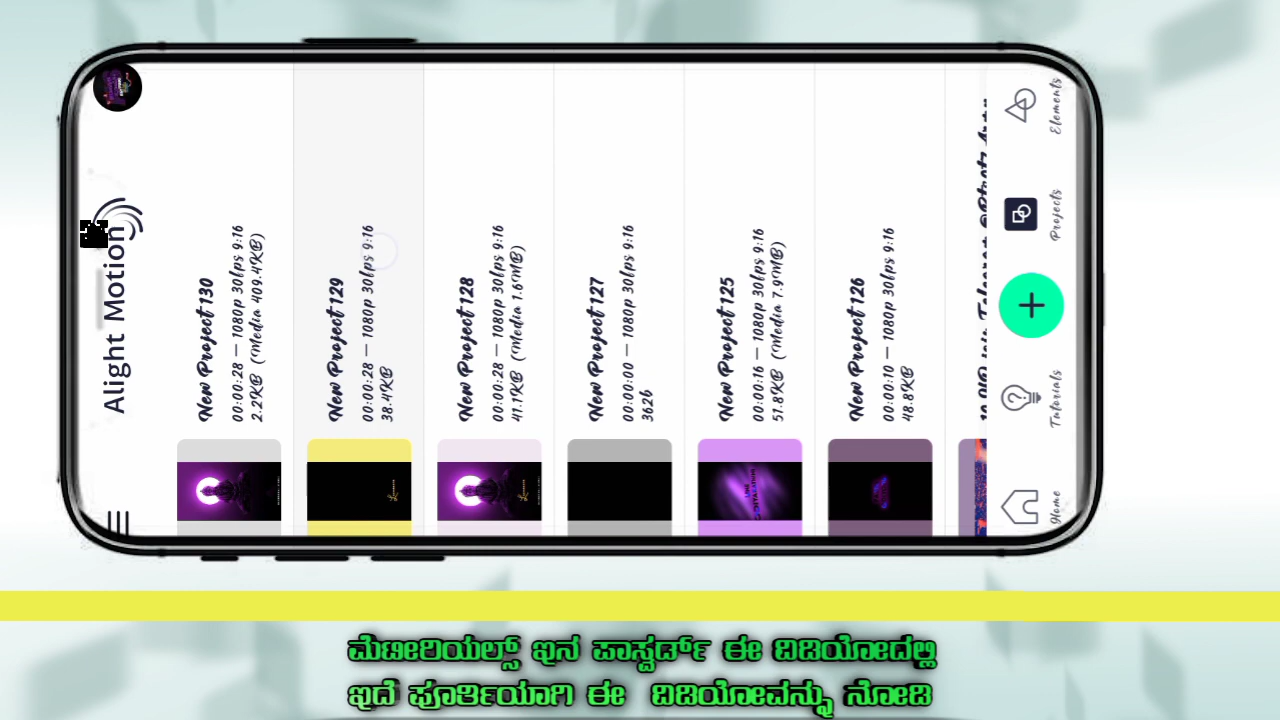 Alight Motion
New Project 130
00:00:28 — 1080p 30fps 9:16
2.2KB (Media 409.4KB)
New Project 129
00:00:28 — 1080p 30fps 9:16
38.4KB
New Project 128
00:00:28 — 1080p 30fps 9:16
41.1KB (Media 1.6MB)
New Project 127
00:00:00 — 1080p 30fps 9:16
362b
New Project 125
00:00:16 — 1080p 30fps 9:16
51.8KB (Media 7.9MB)
New Project 126
00:00:10 — 1080p 30fps 9:16
48.8KB
Home
Tutorials
Projects
Elements
ಮೆಟೀರಿಯಲ್ಸ್ ಇನ ಪಾಸ್ವರ್ಡ್ ಈ ವಿಡಿಯೋದಲ್ಲಿ
ಇದೆ ಪೂರ್ತಿಯಾಗಿ ಈ ವಿಡಿಯೋವನ್ನು ನೋಡಿ